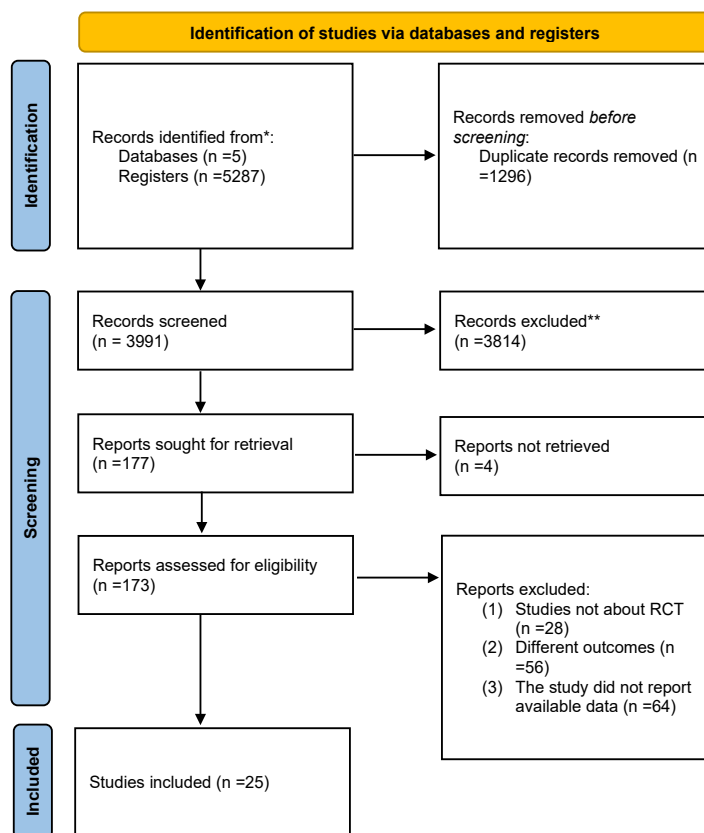 Identification of studies via databases and registers
Identification
Records identified from*:
Databases (n =5)
Registers (n =5287)
Records removed before
screening:
Duplicate records removed (n
=1296)
Screening
Records screened
(n = 3991)
Records excluded**
(n =3814)
Reports sought for retrieval
(n =177)
Reports not retrieved
(n =4)
Reports assessed for eligibility
(n =173)
Reports excluded:
(1) Studies not about RCT
(n =28)
(2) Different outcomes (n
=56)
(3) The study did not report
available data (n =64)
Included
Studies included (n =25)